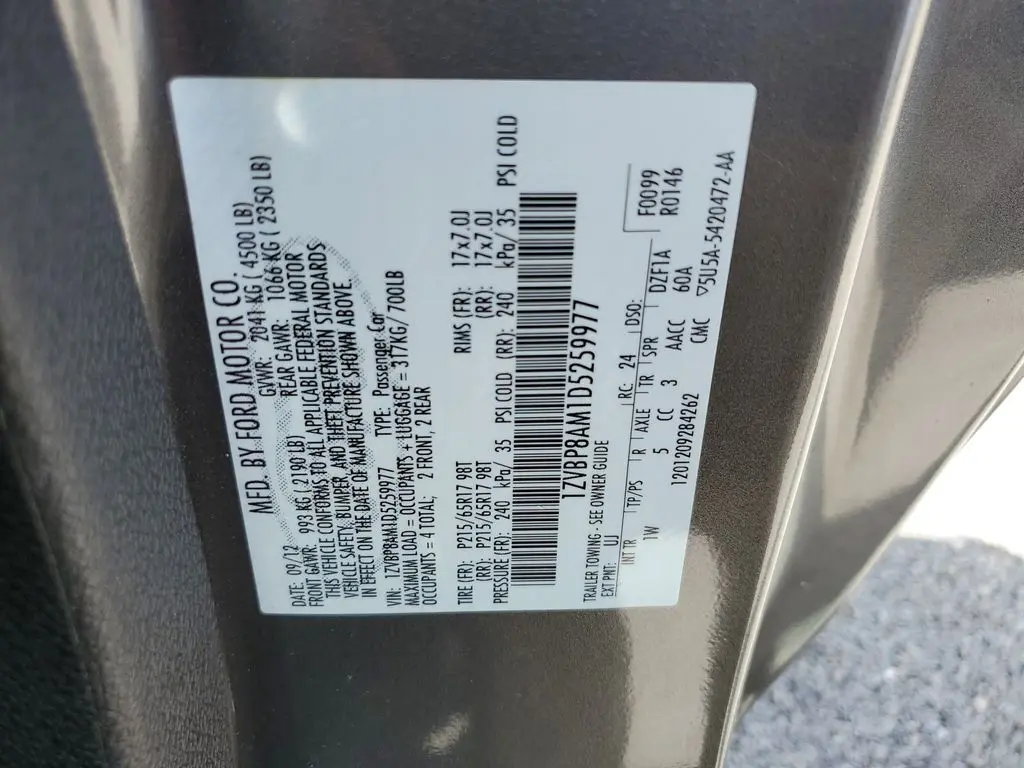 MFD. BY FORD MOTOR CO.
DATE: 09/12 GVWR: 2041 KG ( 4500 LB)
FRONT GAWR: 993 KG ( 2190 LB) REAR GAWR: 1066 KG ( 2350 LB)
THIS VEHICLE CONFORMS TO ALL APPLICABLE FEDERAL MOTOR
VEHICLE SAFETY, BUMPER, AND THEFT PREVENTION STANDARDS
IN EFFECT ON THE DATE OF MANUFACTURE SHOWN ABOVE.
VIN: 1ZVBP8AM1D5259977 TYPE: Passenger Car
MAXIMUM LOAD = OCCUPANTS + LUGGAGE = 317KG/700LB
OCCUPANTS = 4 TOTAL, 2 FRONT, 2 REAR
TIRE (FR): P215/65R17 98T RIMS (FR): 17x7.0J
(RR): P215/65R17 98T (RR): 17x7.0J
PRESSURE (FR): 240 kPa/ 35 PSI COLD (RR): 240 kPa/ 35 PSI COLD
1ZVBP8AM1D5259977
TRAILER TOWING - SEE OWNER GUIDE
F0099
R0146
EXT PNT: UJ RC: 24 DSO:
INT TR TP/PS R AXLE TR SPR DZF1A
1W 5 CC 3 AACC 60A
1201209284262 CMC ▽5U5A-5420472-AA